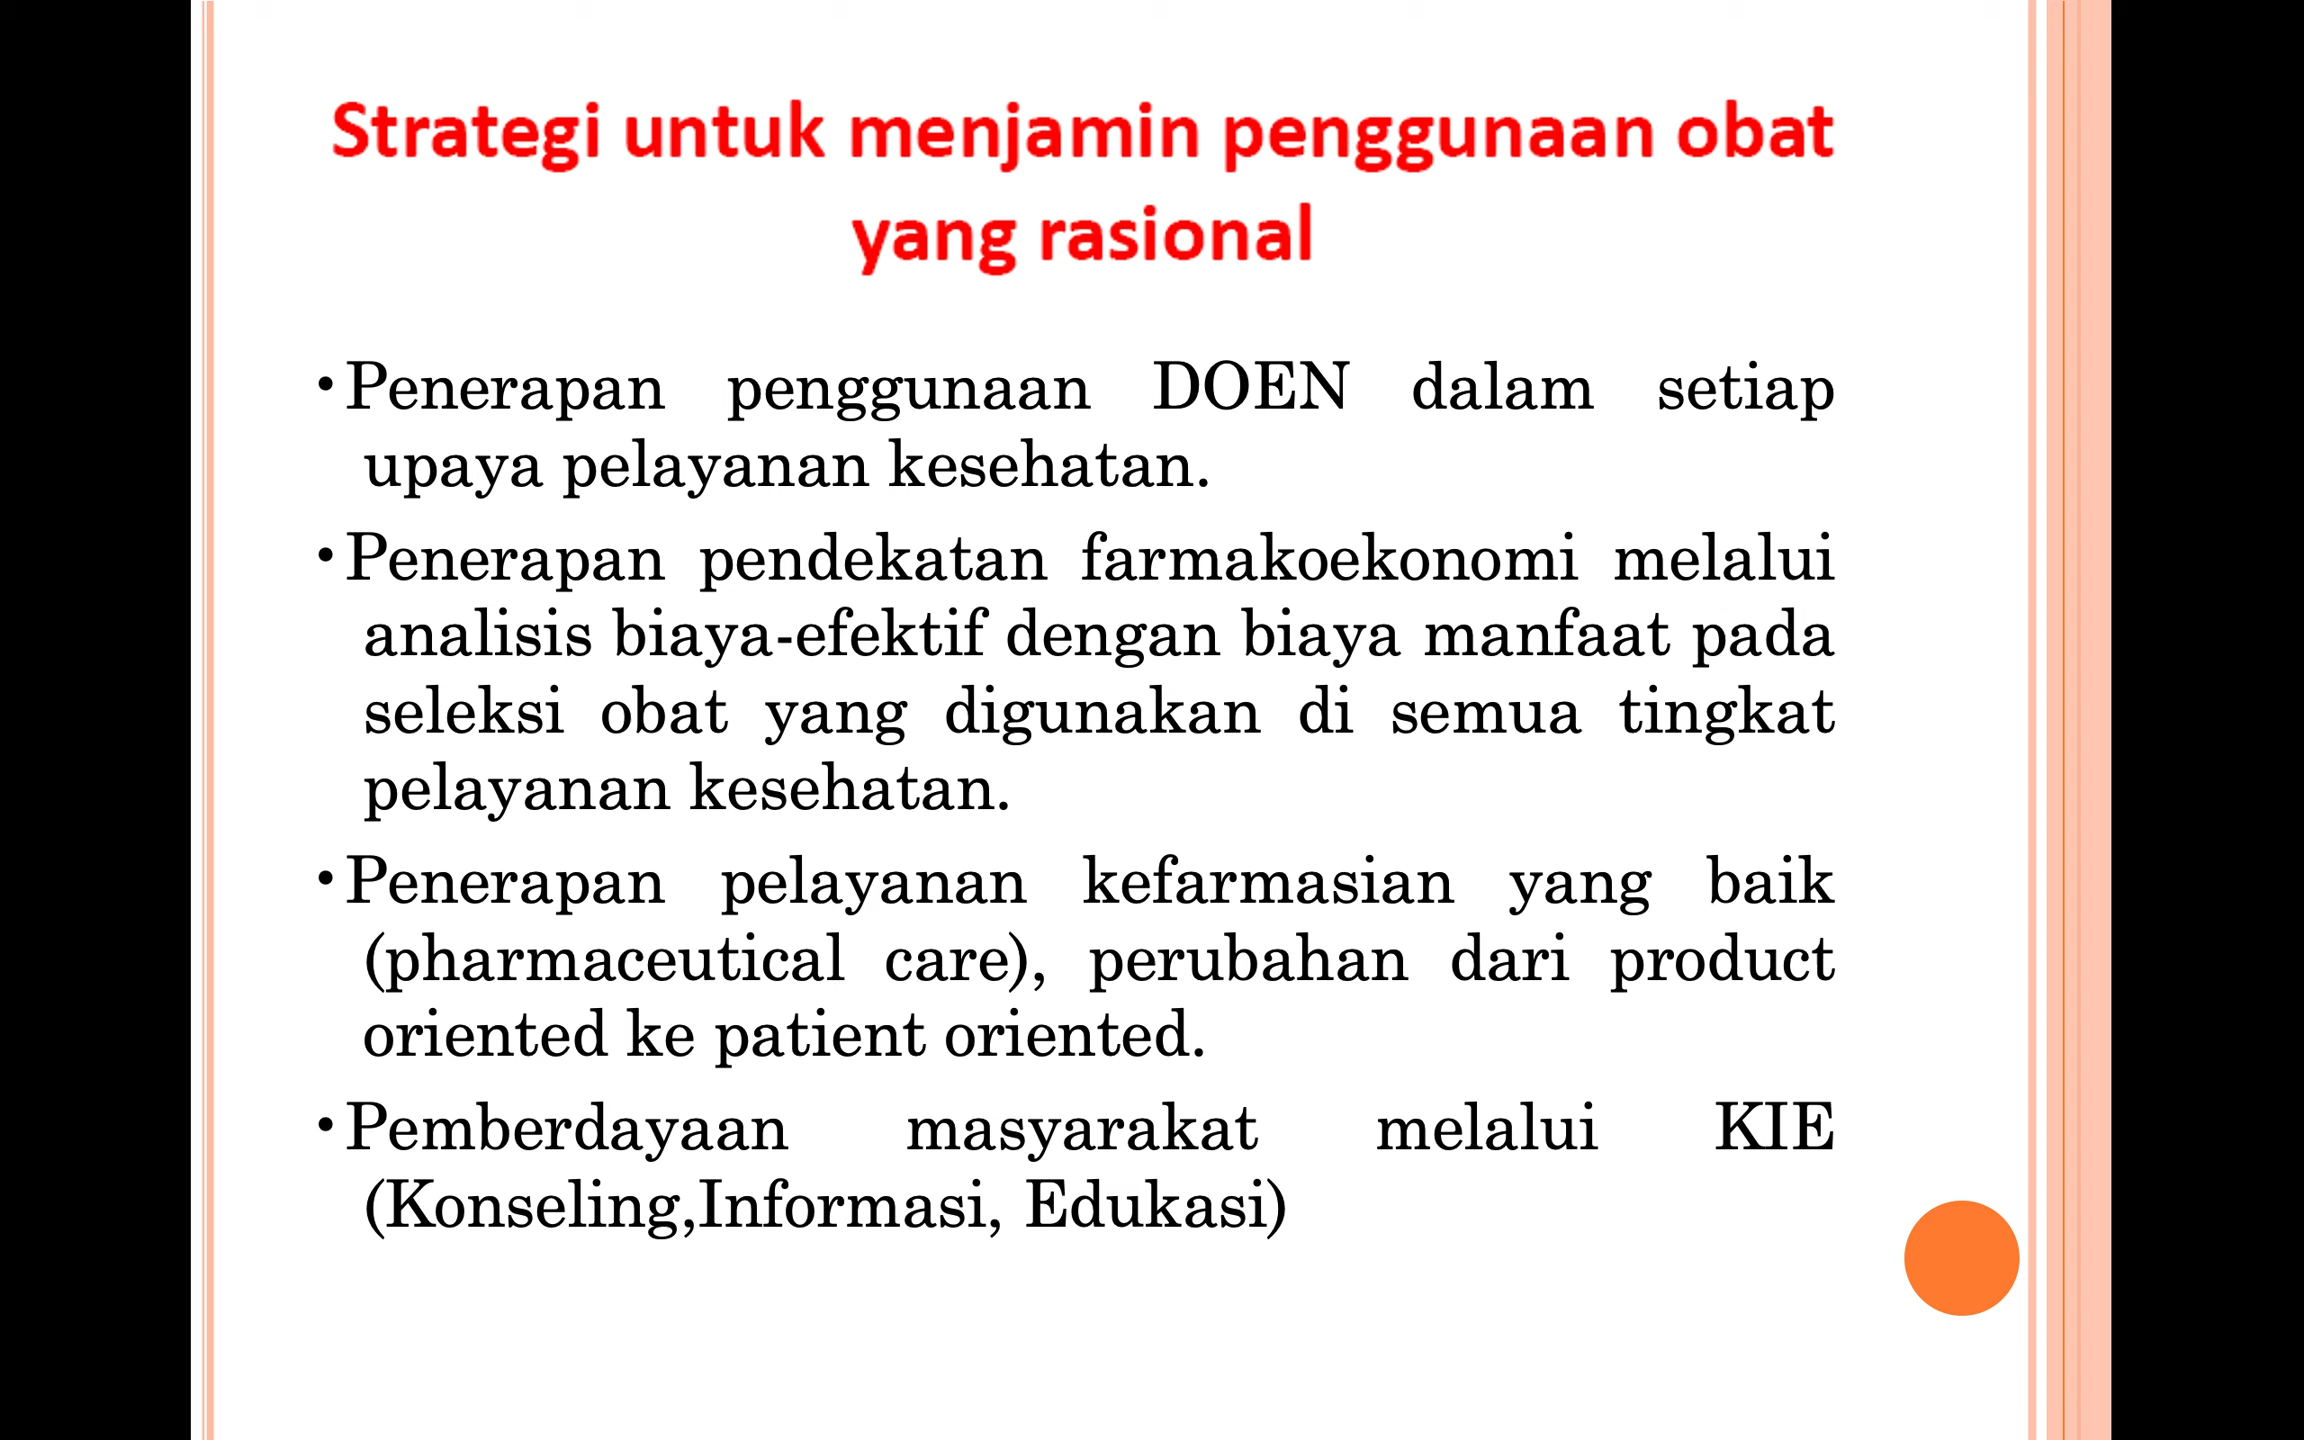 Strategi untuk menjamin penggunaan obat
yang rasional
• Penerapan penggunaan DOEN dalam setiap
upaya pelayanan kesehatan.
• Penerapan pendekatan farmakoekonomi melalui
analisis biaya-efektif dengan biaya manfaat pada
seleksi obat yang digunakan di semua tingkat
pelayanan kesehatan.
• Penerapan pelayanan kefarmasian yang baik
(pharmaceutical care), perubahan dari product
oriented ke patient oriented.
• Pemberdayaan masyarakat melalui KIE
(Konseling,Informasi, Edukasi)